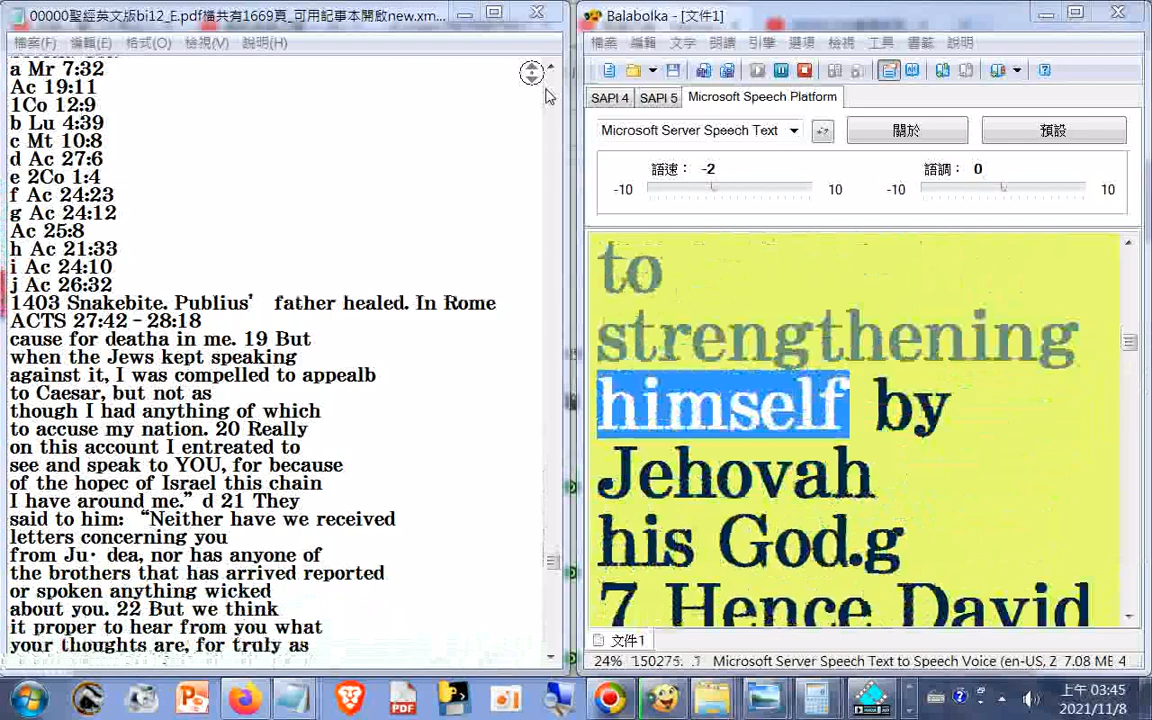 00000聖經英文版bi12_E.pdf檔共有1669頁_可用記事本開啟new.xm...
檔案(F) 編輯(E) 格式(O) 檢視(V) 說明(H)
a Mr 7:32
Ac 19:11
1Co 12:9
b Lu 4:39
c Mt 10:8
d Ac 27:6
e 2Co 1:4
f Ac 24:23
g Ac 24:12
Ac 25:8
h Ac 21:33
i Ac 24:10
j Ac 26:32
1403 Snakebite. Publius’ father healed. In Rome
ACTS 27:42–28:18
cause for deatha in me. 19 But
when the Jews kept speaking
against it, I was compelled to appealb
to Caesar, but not as
though I had anything of which
to accuse my nation. 20 Really
on this account I entreated to
see and speak to YOU, for because
of the hopec of Israel this chain
I have around me.” d 21 They
said to him: “Neither have we received
letters concerning you
from Ju· dea, nor has anyone of
the brothers that has arrived reported
or spoken anything wicked
about you. 22 But we think
it proper to hear from you what
your thoughts are, for truly as
Balabolka - [文件1]
檔案 編輯 文字 朗讀 引擎 選項 檢視 工具 書籤 說明
SAPI 4 SAPI 5 Microsoft Speech Platform
Microsoft Server Speech Text 關於 預設
語速： -2 語調： 0
-10 10 -10 10
to
strengthening
himself by
Jehovah
his God.g
7 Hence David
文件1
24% 150275. Microsoft Server Speech Text to Speech Voice (en-US, 2 7.08 MB 4
上午 03:45
2021/11/8